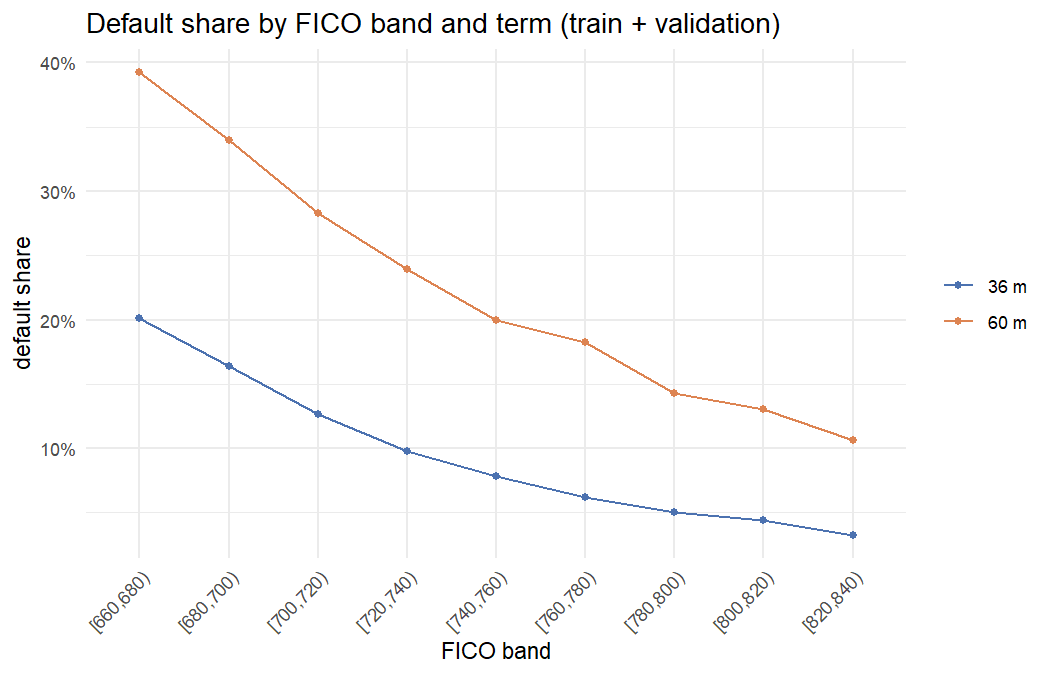 Default share by FICO band and term (train + validation)
40%
30%
20%
10%
default share
36 m
60 m
[660,680)
[680,700)
[700,720)
[720,740)
[740,760)
[760,780)
[780,800)
[800,820)
[820,840)
FICO band